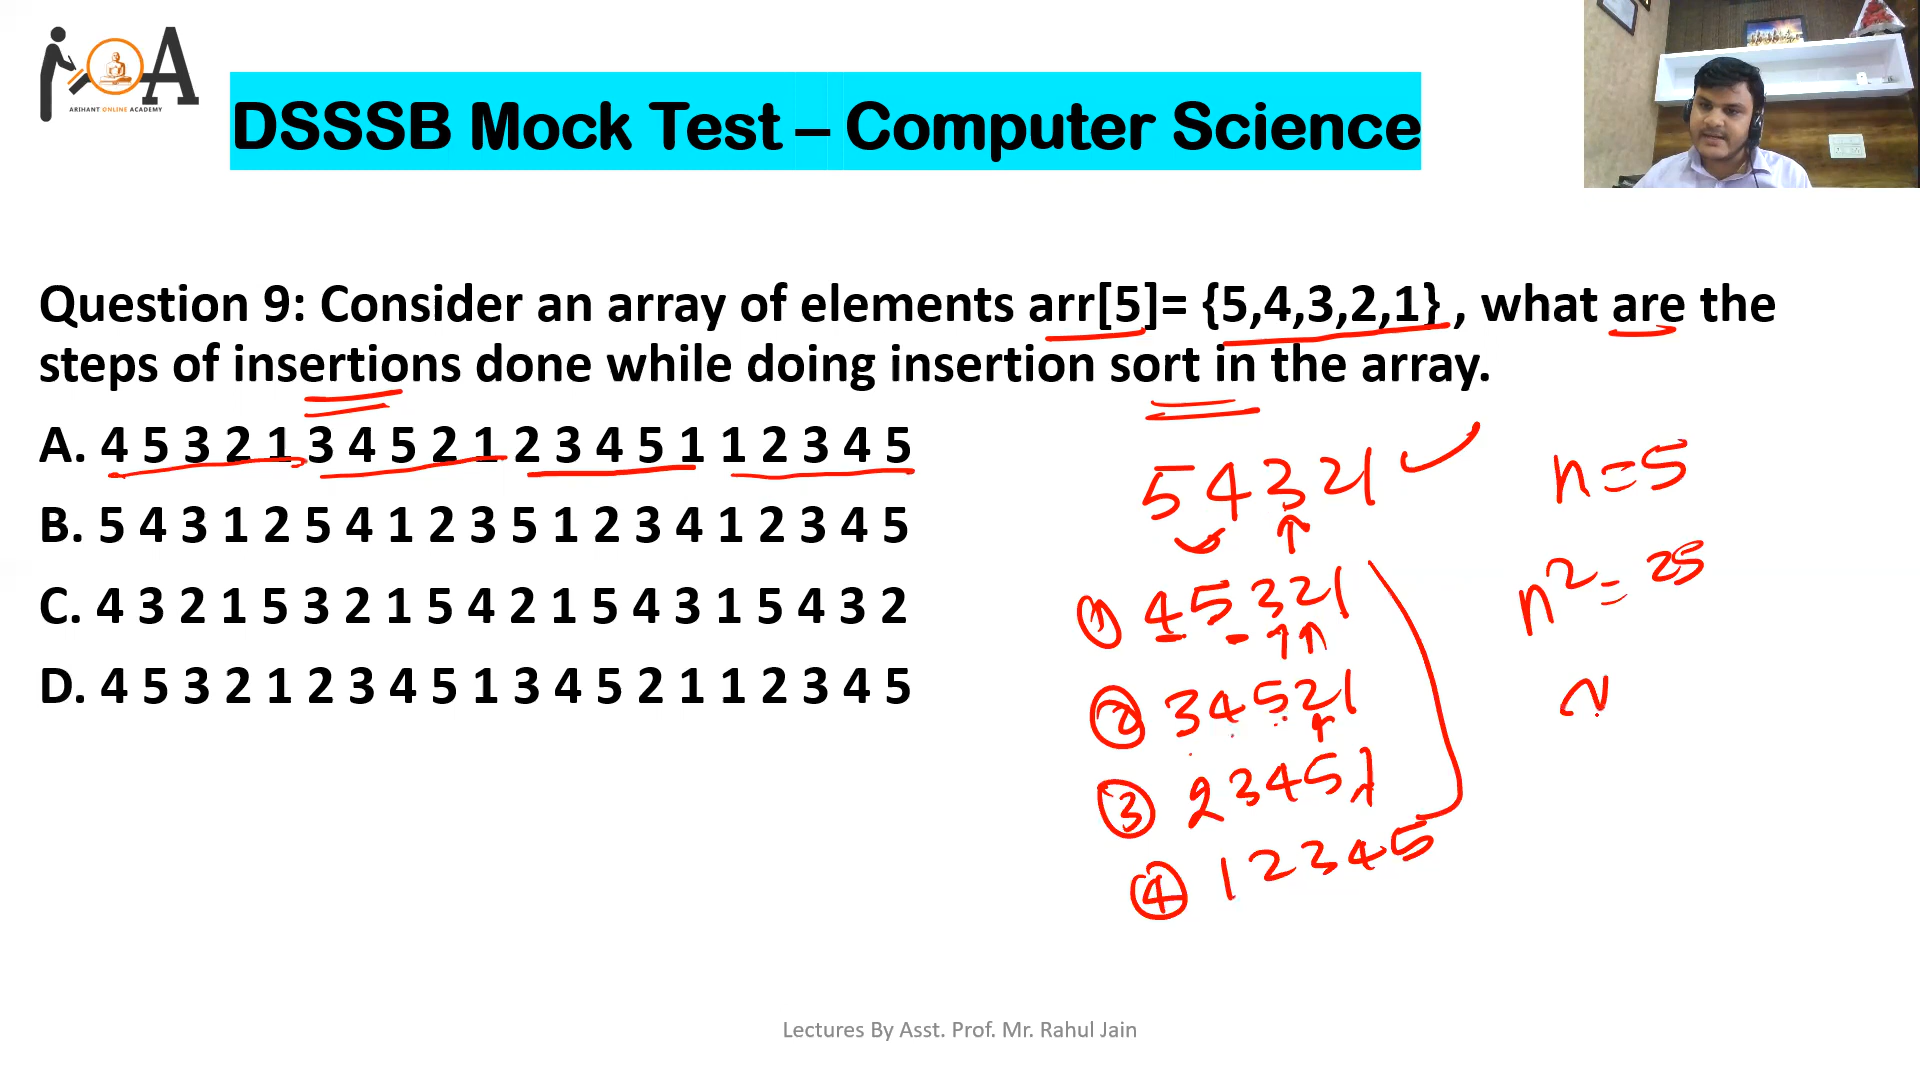 ARIHANT ONLINE ACADEMY
DSSSB Mock Test – Computer Science
Question 9: Consider an array of elements arr[5]= {5,4,3,2,1} , what are the
steps of insertions done while doing insertion sort in the array.
A. 4 5 3 2 1 3 4 5 2 1 2 3 4 5 1 1 2 3 4 5
B. 5 4 3 1 2 5 4 1 2 3 5 1 2 3 4 1 2 3 4 5
C. 4 3 2 1 5 3 2 1 5 4 2 1 5 4 3 1 5 4 3 2
D. 4 5 3 2 1 2 3 4 5 1 3 4 5 2 1 1 2 3 4 5
5 4 3 2 1
① 4 5 3 2 1
② 3 4 5 2 1
③ 2 3 4 5 1
④ 1 2 3 4 5
n=5
n²= 25
Lectures By Asst. Prof. Mr. Rahul Jain